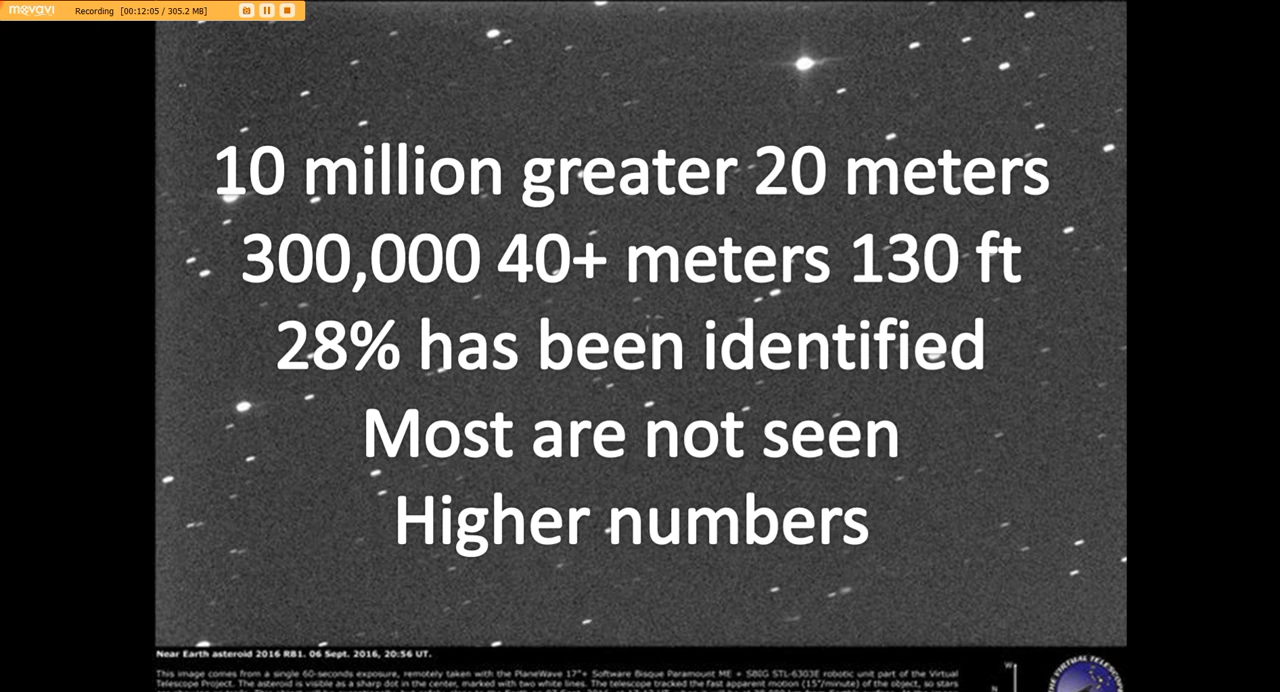 movavi Recording [00:12:05 / 305.2 MB]
10 million greater 20 meters
300,000 40+ meters 130 ft
28% has been identified
Most are not seen
Higher numbers
Near Earth asteroid 2016 RB1. 06 Sept. 2016, 20:56 UT.
This image comes from a single 60-seconds exposure, remotely taken with the PlaneWave 17"+ Software Bisque Paramount ME + SBIG STL-6303E robotic unit part of the Virtual
Telescope Project. The asteroid is visible as a sharp dot in the center, marked with two white lines. The telescope tracked the fast apparent motion (15"/minute) of the object, so stars
W
N
VIRTUAL